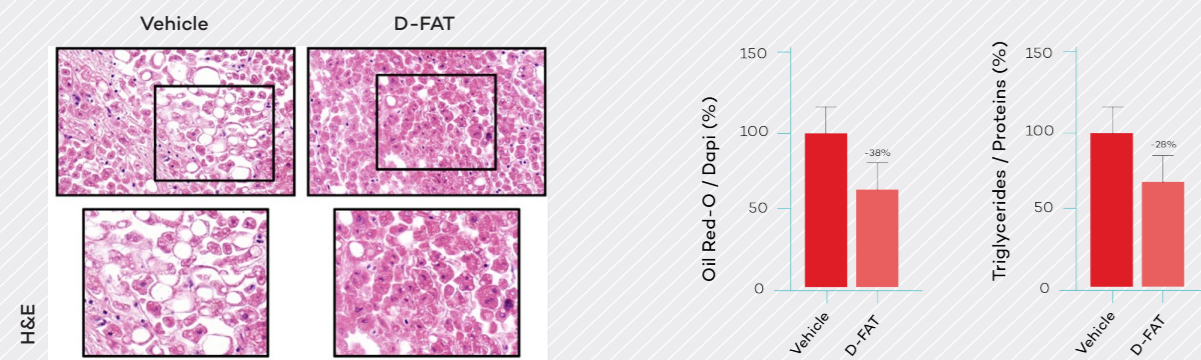 Vehicle
D-FAT
H&E
Oil Red-O / Dapi (%)
150
100
50
0
-38%
Vehicle
D-FAT
Triglycerides / Proteins (%)
150
100
50
0
-28%
Vehicle
D-FAT